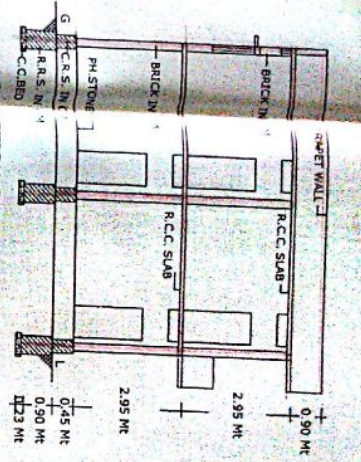 PET WALL
0.90 Mt
R.C.C. SLAB
BRICK IN
2.95 Mt
R.C.C. SLAB
BRICK IN
2.95 Mt
PH.STONE
G
L
C.R.S. IN C
0.45 Mt
R.R.S. IN
0.90 Mt
C.C.BED
0.23 Mt